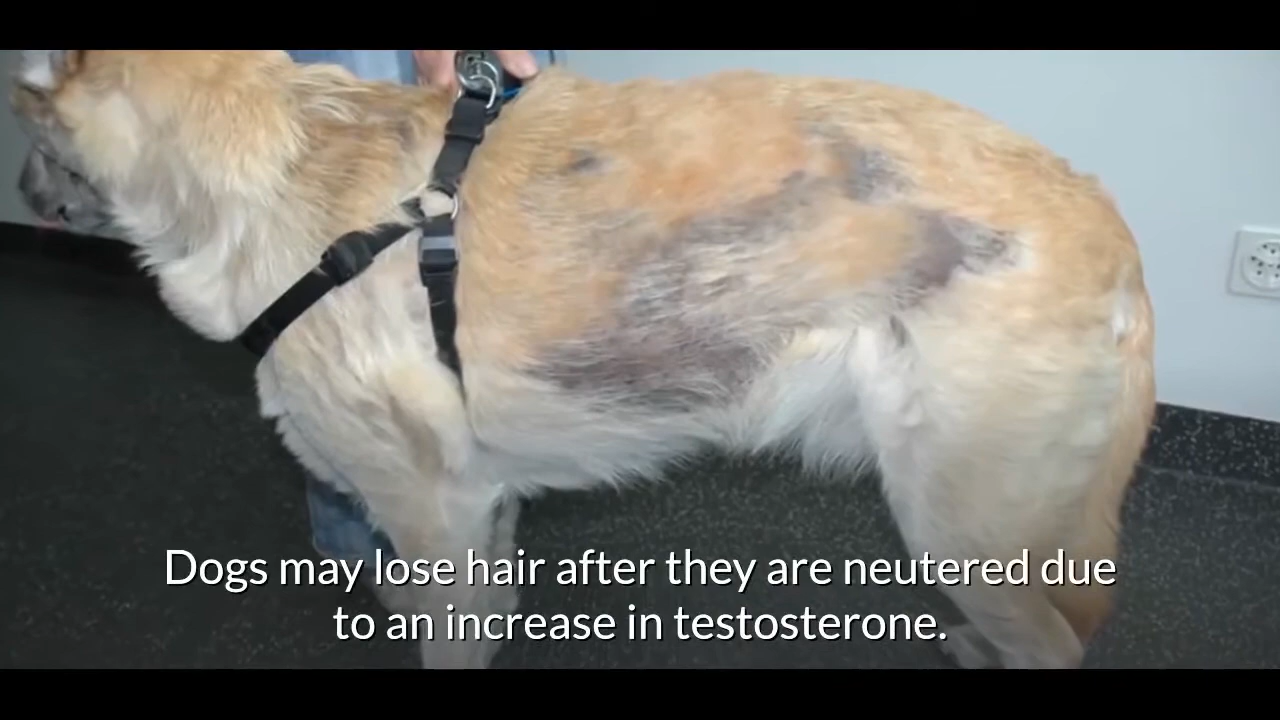 Dogs may lose hair after they are neutered due
to an increase in testosterone.